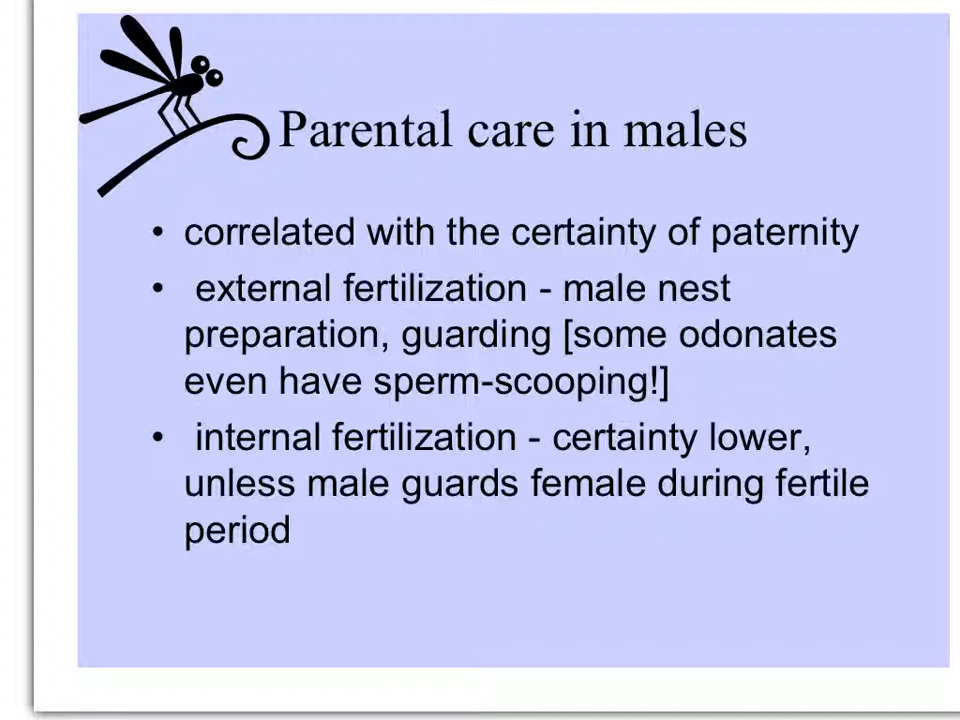 Parental care in males
• correlated with the certainty of paternity
• external fertilization - male nest
preparation, guarding [some odonates
even have sperm-scooping!]
• internal fertilization - certainty lower,
unless male guards female during fertile
period